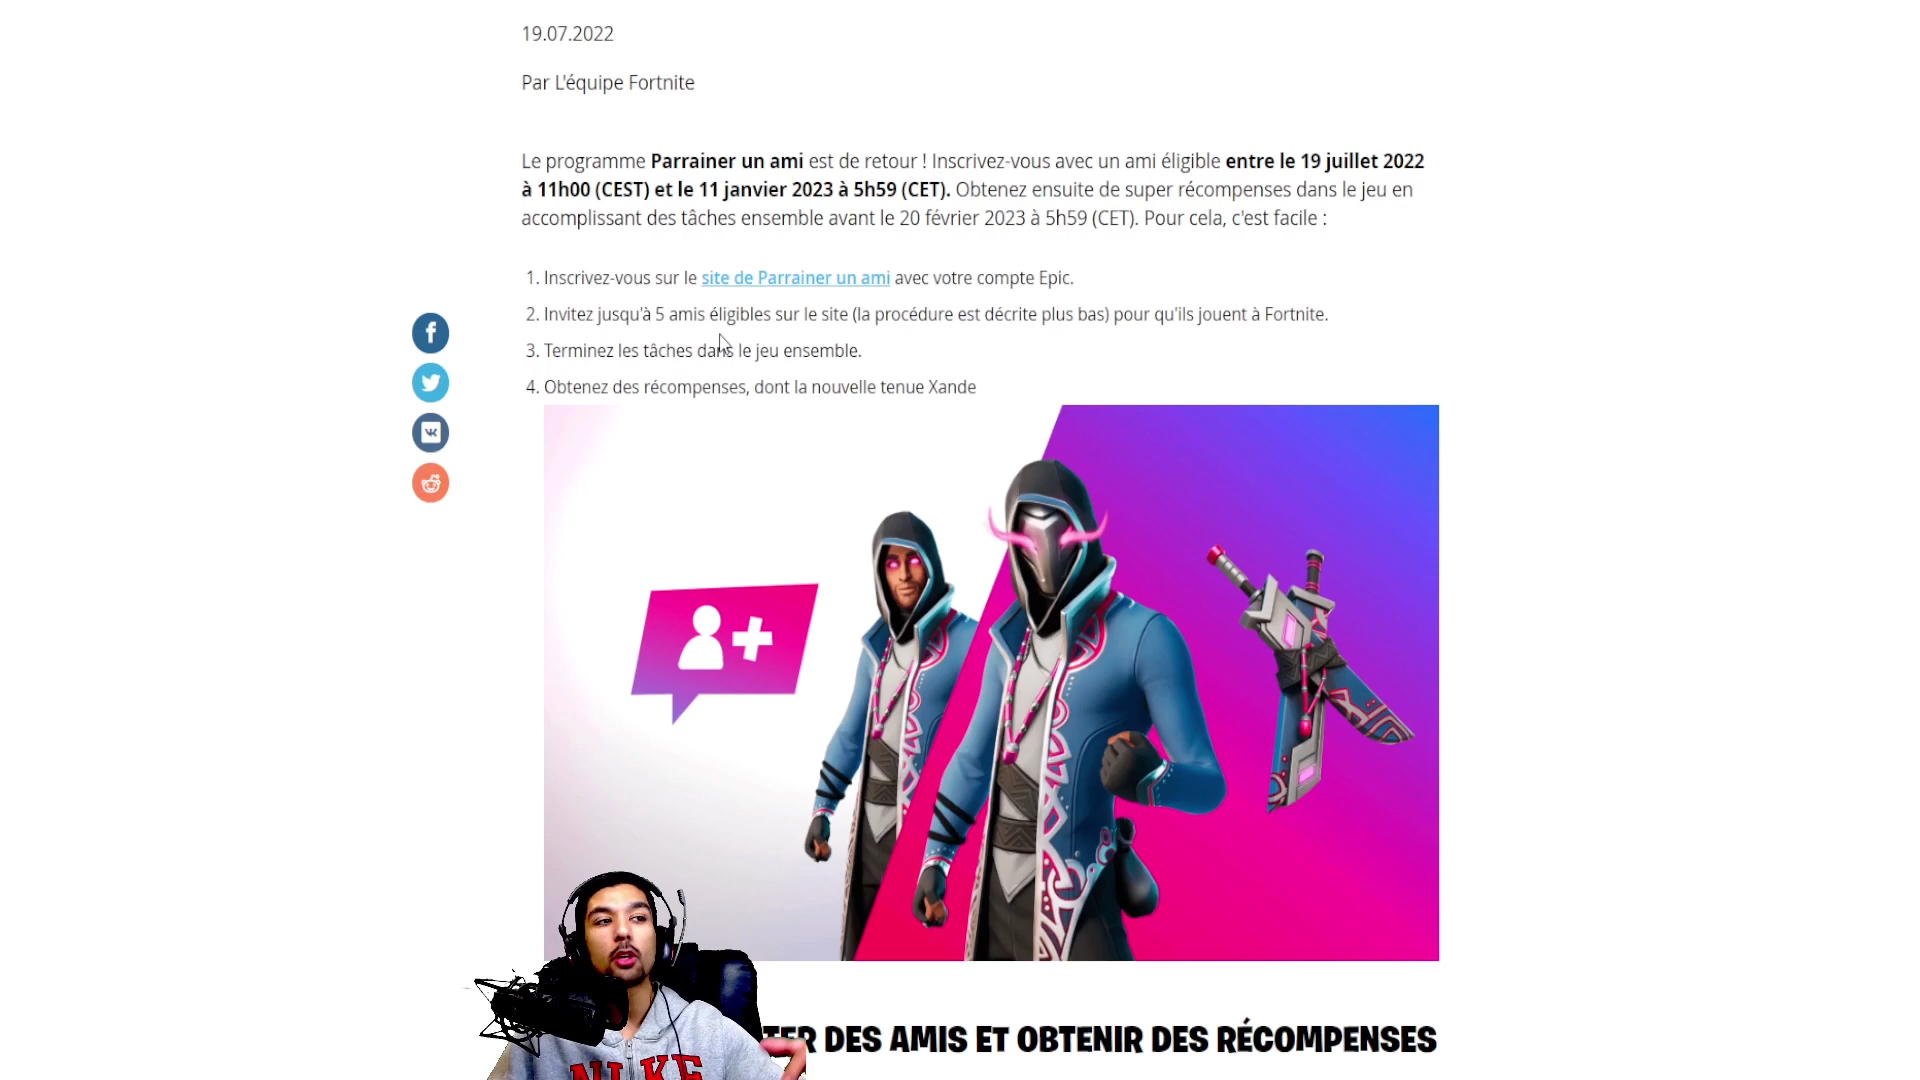 19.07.2022
Par L'équipe Fortnite
Le programme Parrainer un ami est de retour ! Inscrivez-vous avec un ami éligible entre le 19 juillet 2022
à 11h00 (CEST) et le 11 janvier 2023 à 5h59 (CET). Obtenez ensuite de super récompenses dans le jeu en
accomplissant des tâches ensemble avant le 20 février 2023 à 5h59 (CET). Pour cela, c'est facile :
1. Inscrivez-vous sur le site de Parrainer un ami avec votre compte Epic.
2. Invitez jusqu'à 5 amis éligibles sur le site (la procédure est décrite plus bas) pour qu'ils jouent à Fortnite.
3. Terminez les tâches dans le jeu ensemble.
4. Obtenez des récompenses, dont la nouvelle tenue Xande
DES AMIS ET OBTENIR DES RÉCOMPENSES